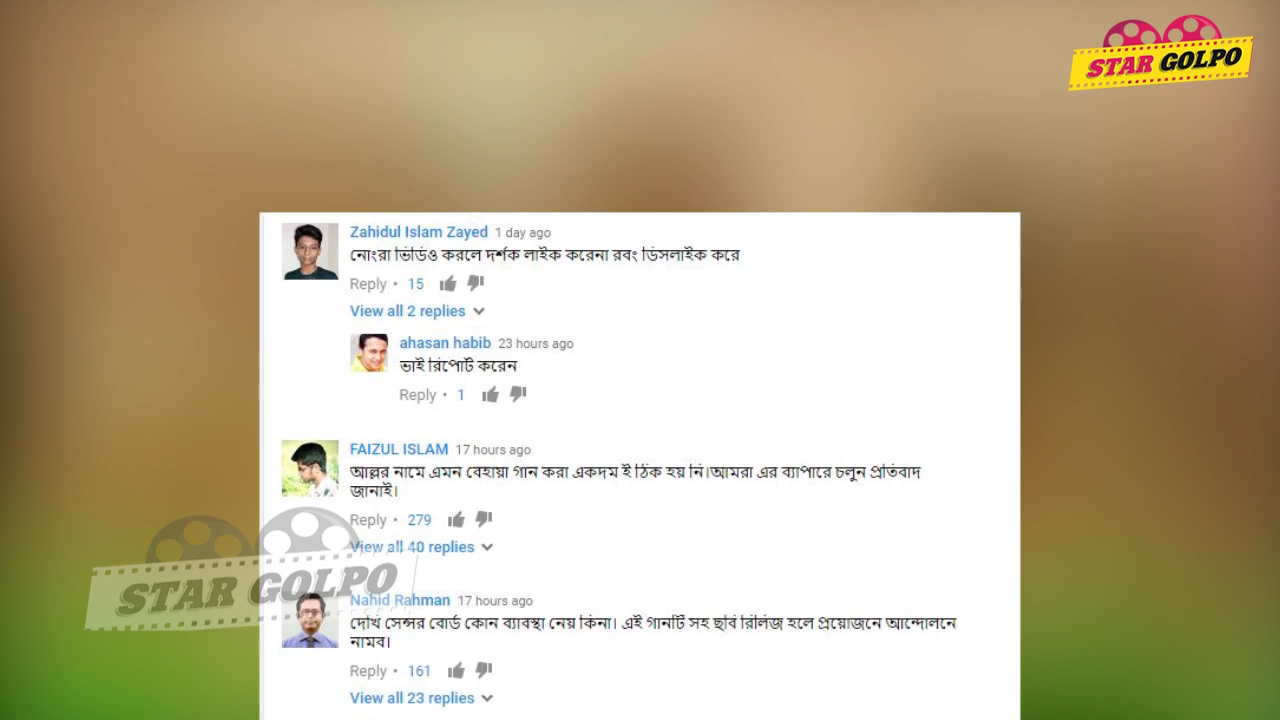 STAR GOLPO
Zahidul Islam Zayed 1 day ago
নোংরা ভিডিও করলে দর্শক লাইক করেনা রবং ডিসলাইক করে
Reply • 15
View all 2 replies
ahasan habib 23 hours ago
ভাই রিপোর্ট করেন
Reply • 1
FAIZUL ISLAM 17 hours ago
আল্লর নামে এমন বেহায়া গান করা একদম ই ঠিক হয় নি।আমরা এর ব্যাপারে চলুন প্রতিবাদ
জানাই।
Reply • 279
View all 40 replies
STAR GOLPO
Nahid Rahman 17 hours ago
দেখি সেন্সর বোর্ড কোন ব্যাবস্থা নেয় কিনা। এই গানটি সহ ছবি রিলিজ হলে প্রয়োজনে আন্দোলনে
নামব।
Reply • 161
View all 23 replies